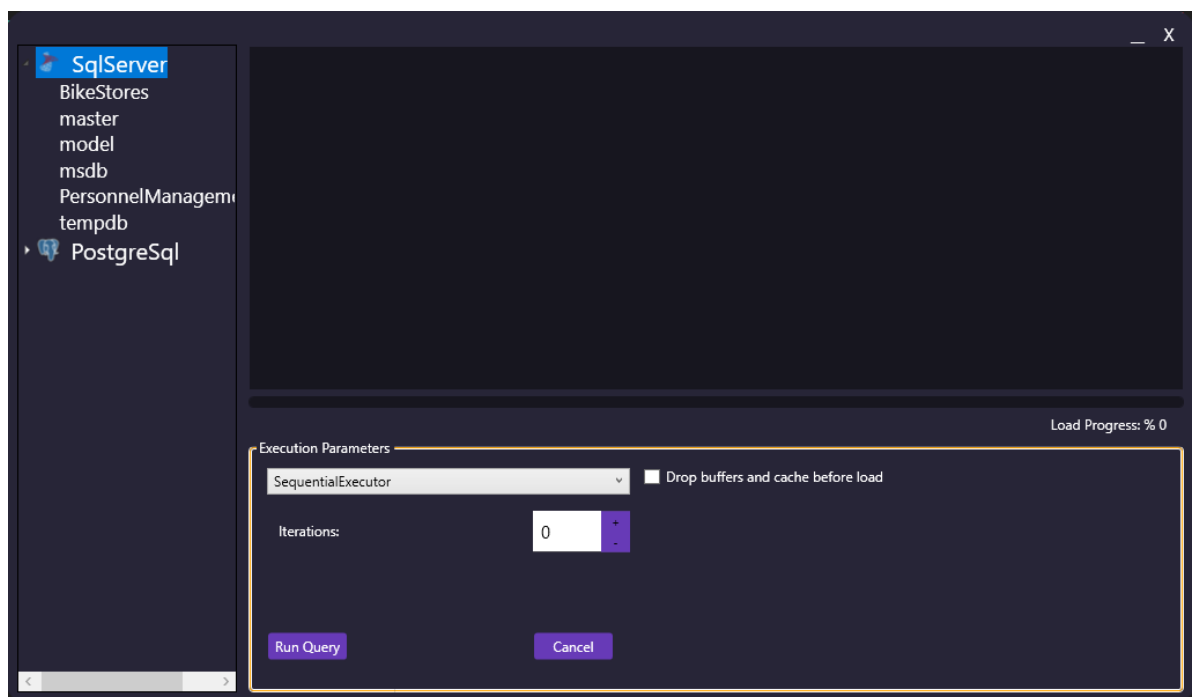 _ X
SqlServer
BikeStores
master
model
msdb
PersonnelManagem
tempdb
PostgreSql
Load Progress: % 0
Execution Parameters
SequentialExecutor
Drop buffers and cache before load
Iterations:
0
+
-
Run Query
Cancel